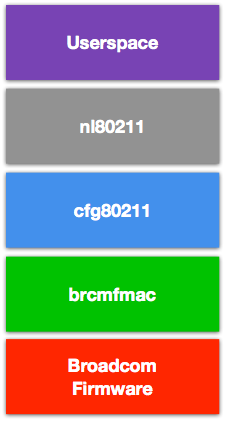 Userspace
nl80211
cfg80211
brcmfmac
Broadcom
Firmware